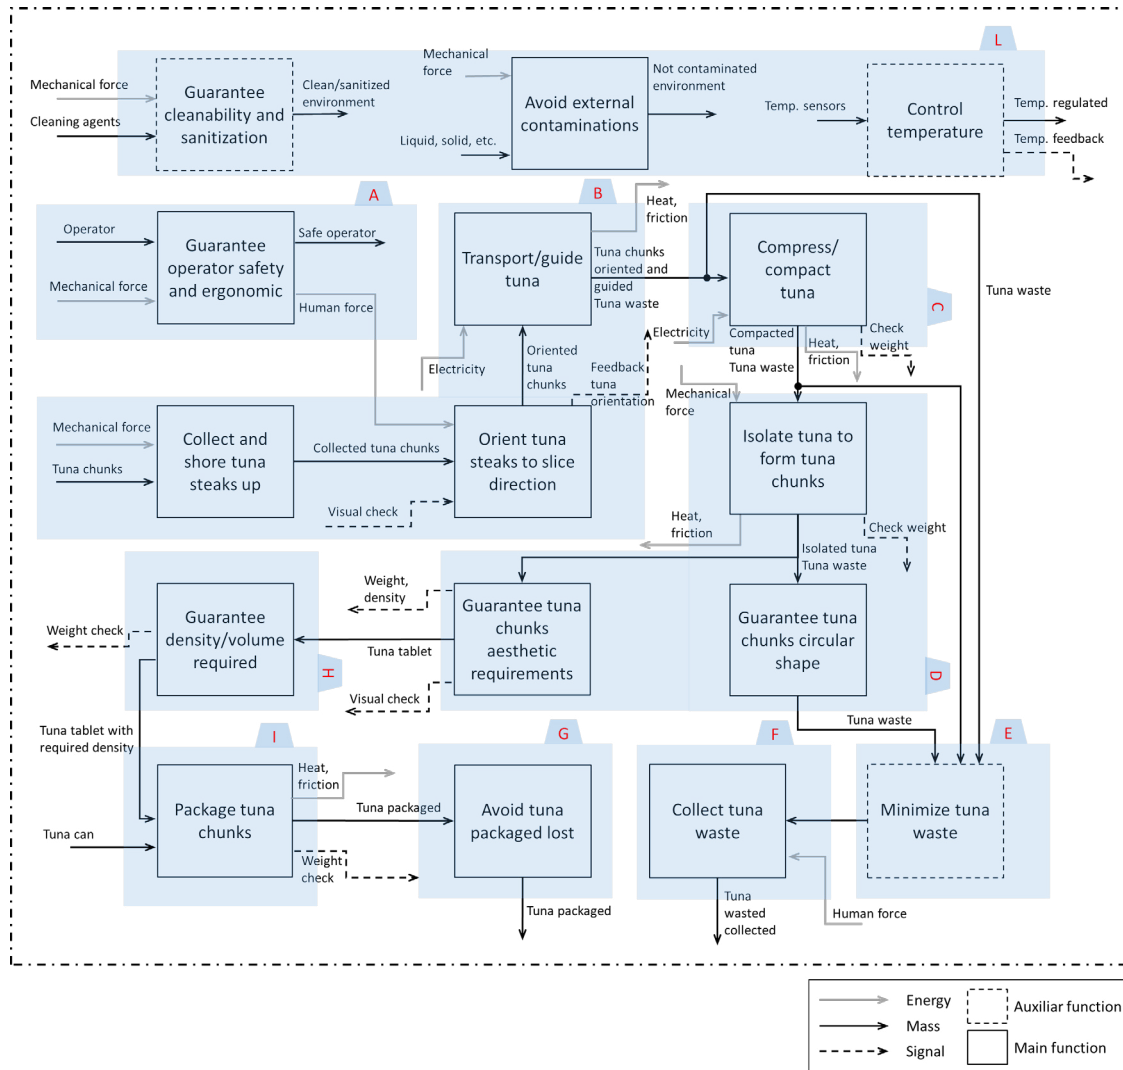 L
Mechanical force
Cleaning agents
Guarantee
cleanability and
sanitization
Clean/sanitized
environment
Mechanical
force
Liquid, solid, etc.
Avoid external
contaminations
Not contaminated
environment
Temp. sensors
Control
temperature
Temp. regulated
Temp. feedback
A
Operator
Mechanical force
Guarantee
operator safety
and ergonomic
Safe operator
Human force
B
Transport/guide
tuna
Heat,
friction
Tuna chunks
oriented and
guided
Tuna waste
Electricity
Oriented
tuna
chunks
Feedback
tuna
orientation
Compress/
compact
tuna
C
Electricity
Compacted
tuna
Tuna waste
Heat,
friction
Check
weight
Tuna waste
Mechanical force
Tuna chunks
Collect and
shore tuna
steaks up
Collected tuna chunks
Visual check
Orient tuna
steaks to slice
direction
Mechanical
force
Isolate tuna to
form tuna
chunks
Heat,
friction
Check weight
Isolated tuna
Tuna waste
Weight check
Guarantee
density/volume
required
H
Weight,
density
Tuna tablet
Visual check
Guarantee tuna
chunks
aesthetic
requirements
Guarantee tuna
chunks circular
shape
D
Tuna waste
Tuna tablet with
required density
Tuna can
I
Package tuna
chunks
Heat,
friction
Tuna packaged
Weight
check
G
Avoid tuna
packaged lost
Tuna packaged
F
Collect tuna
waste
Tuna
wasted
collected
Human force
E
Minimize tuna
waste
Energy
Mass
Signal
Auxiliar function
Main function